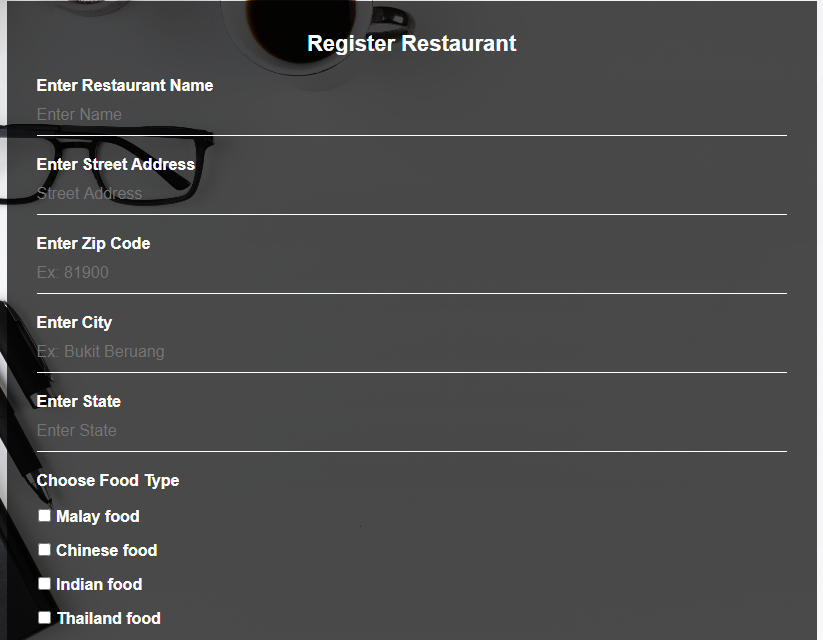 Register Restaurant
Enter Restaurant Name
Enter Name
Enter Street Address
Street Address
Enter Zip Code
Ex: 81900
Enter City
Ex: Bukit Beruang
Enter State
Enter State
Choose Food Type
Malay food
Chinese food
Indian food
Thailand food